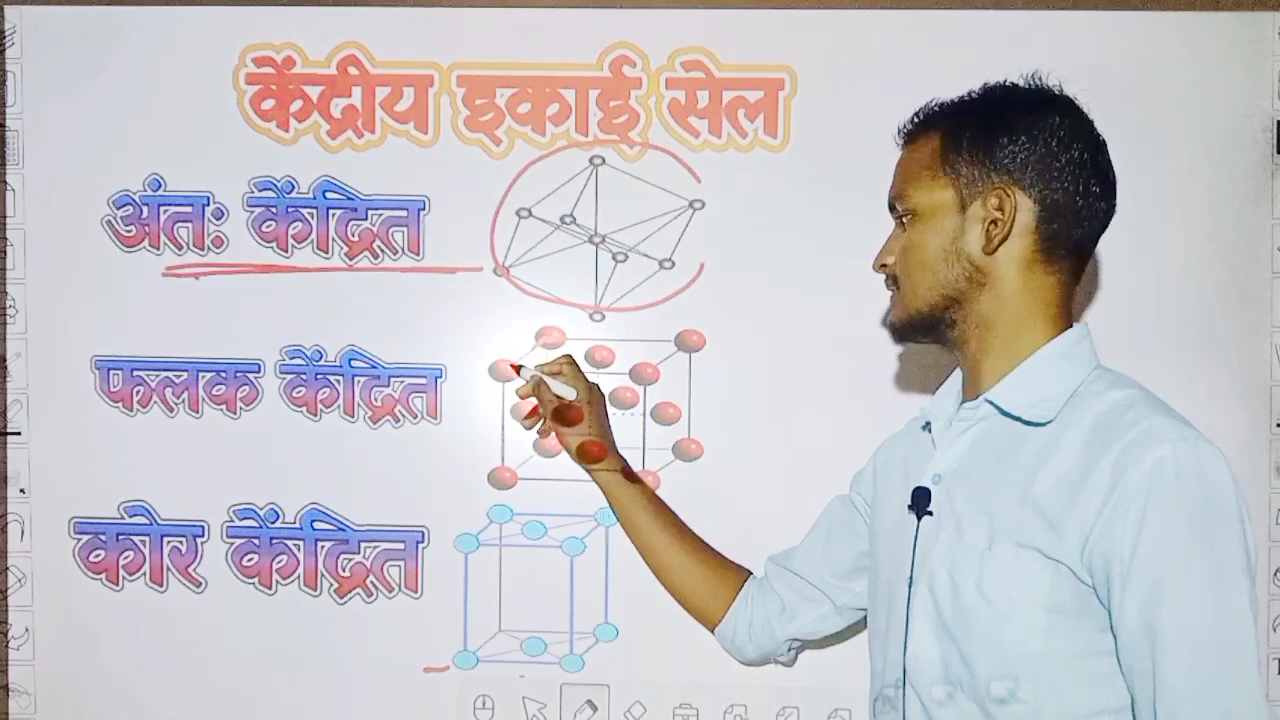 केंद्रीय इकाई सेल
अंतः केंद्रित
फलक केंद्रित
कोर केंद्रित